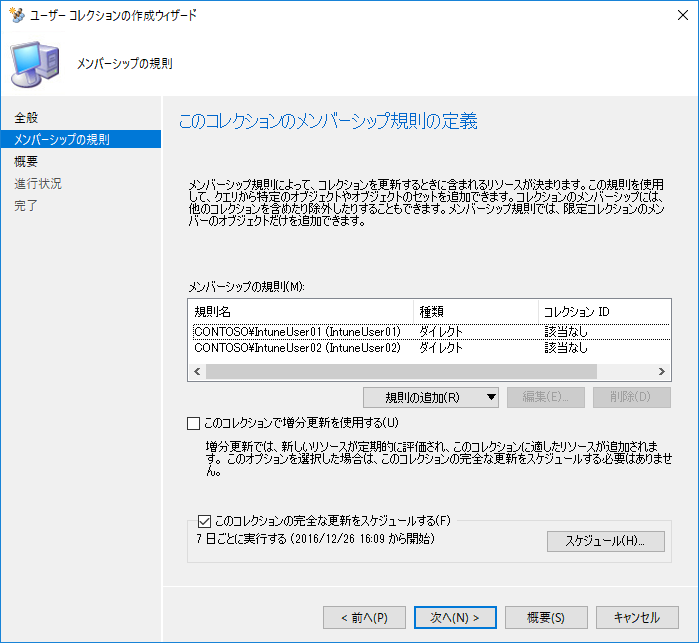 ユーザー コレクションの作成ウィザード
メンバーシップの規則
全般
メンバーシップの規則
概要
進行状況
完了
このコレクションのメンバーシップ規則の定義
メンバーシップ規則によって、コレクションを更新するときに含まれるリソースが決まります。この規則を使用
して、クエリから特定のオブジェクトやオブジェクトのセットを追加できます。コレクションのメンバーシップには、
他のコレクションを含めたり除外したりすることもできます。メンバーシップ規則では、限定コレクションのメン
バーのオブジェクトだけを追加できます。
メンバーシップの規則(M):
規則名 種類 コレクション ID
CONTOSO¥IntuneUser01 (IntuneUser01) ダイレクト 該当なし
CONTOSO¥IntuneUser02 (IntuneUser02) ダイレクト 該当なし
規則の追加(R) 編集(E)... 削除(D)
このコレクションで増分更新を使用する(U)
増分更新では、新しいリソースが定期的に評価され、このコレクションに適したリソースが追加されま
す。このオプションを選択した場合は、このコレクションの完全な更新をスケジュールする必要はありませ
ん。
このコレクションの完全な更新をスケジュールする(F)
7 日ごとに実行する (2016/12/26 16:09 から開始)
スケジュール(H)...
< 前へ(P) 次へ(N) > 概要(S) キャンセル